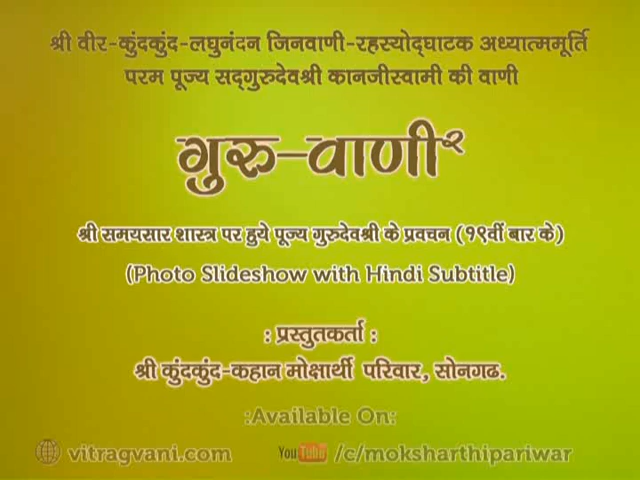 श्री वीर-कुंदकुंद-लघुनंदन जिनवाणी-रहस्योद्घाटक अध्यात्ममूर्ति
परम पूज्य सद्गुरुदेवश्री कानजीस्वामी की वाणी
गुरु-वाणी२
श्री समयसार शास्त्र पर हुये पूज्य गुरुदेवश्री के प्रवचन (१९वीं बार के)
(Photo Slideshow with Hindi Subtitle)
: प्रस्तुतकर्ता :
श्री कुंदकुंद-कहान मोक्षार्थी परिवार, सोनगढ.
:Available On:
vitragvani.com YouTube /c/moksharthipariwar